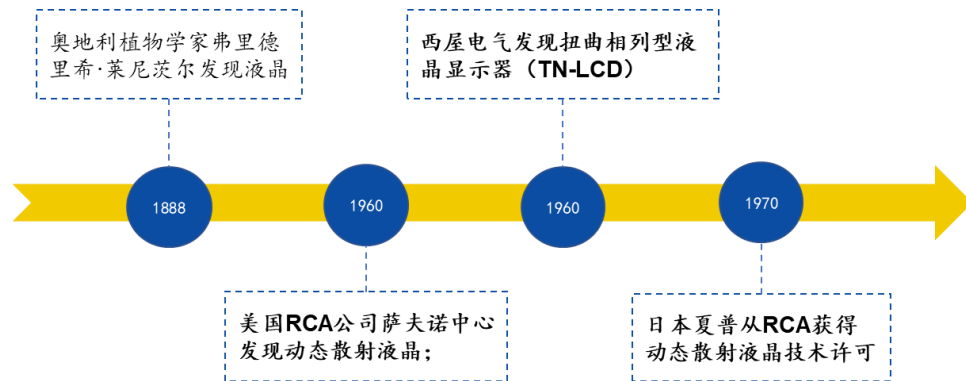 奥地利植物学家弗里德
里希·莱尼茨尔发现液晶
西屋电气发现扭曲相列型液
晶显示器（TN-LCD）
1888
1960
1960
1970
美国RCA公司萨夫诺中心
发现动态散射液晶；
日本夏普从RCA获得
动态散射液晶技术许可